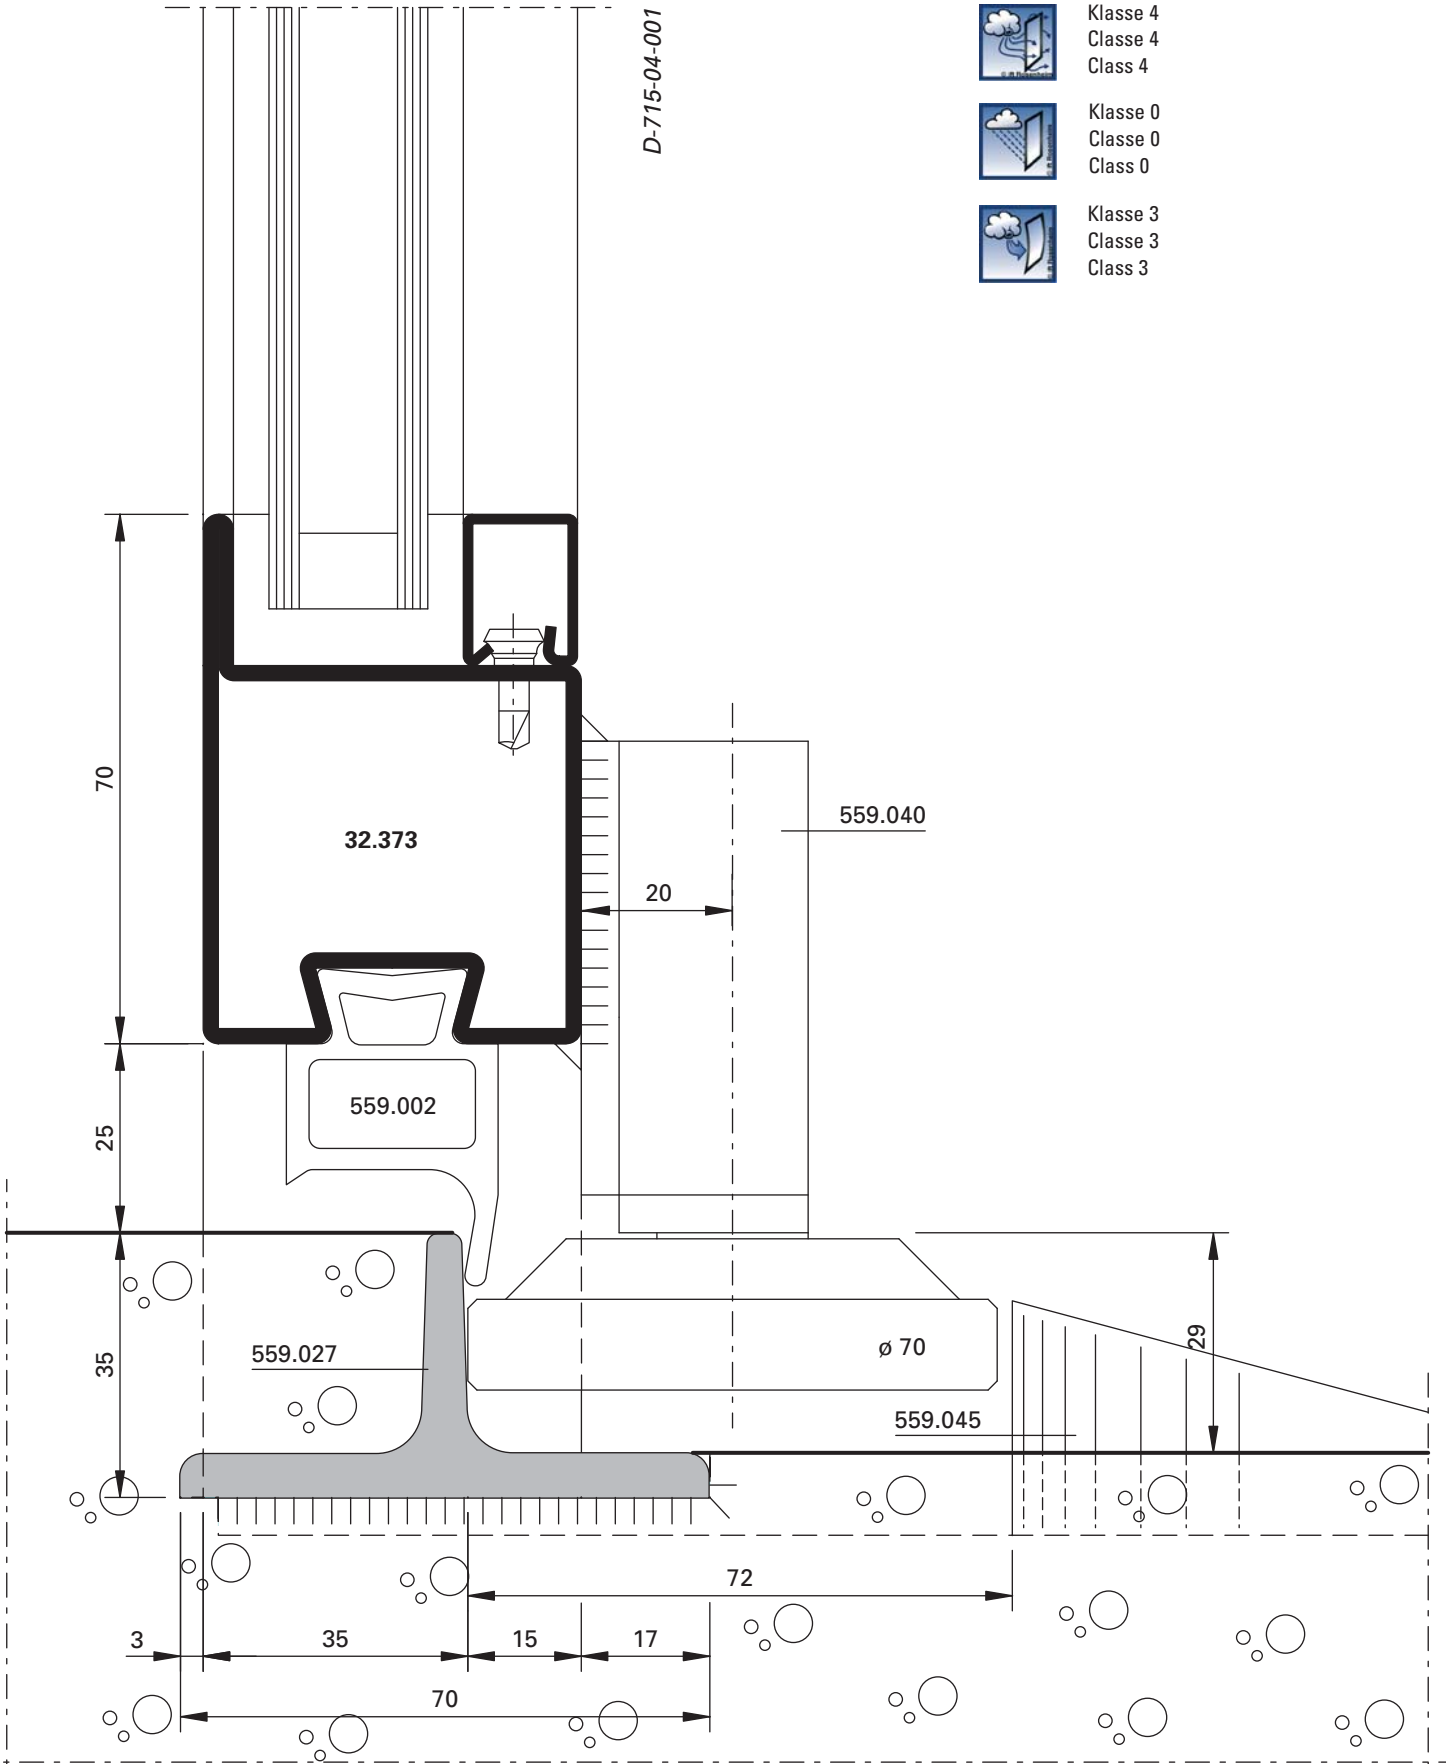 D-715-04-001
Klasse 4
Classe 4
Class 4
Klasse 0
Classe 0
Class 0
Klasse 3
Classe 3
Class 3
70
32.373
559.040
20
25
559.002
35
559.027
ø 70
29
559.045
72
3
35
15
17
70